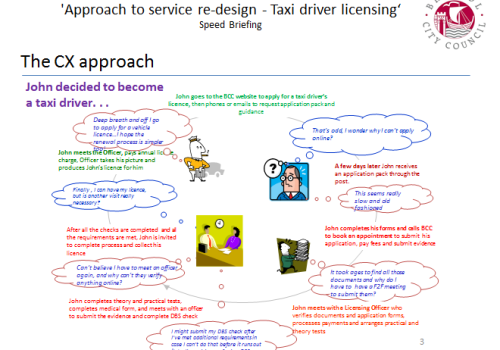 'Approach to service re-design - Taxi driver licensing‘
Speed Briefing
CITY COUNCIL
The CX approach
John decided to become
a taxi driver. . .
John goes to the BCC website to apply for a taxi driver's
licence, then phones or emails to request application pack and
guidance
Deep breath and off I go
to apply for a vehicle
licence...I hope the
renewal process is simpler
That's odd, I wonder why I can't apply
online?
John meets the Officer, pays annual
charge, Officer takes his picture and
produces John's license for him
A few days later John receives
an application pack through the
post.
Finally , I can have my licence,
but is another visit really
necessary?
This seems really
slow and old
fashioned
After all the checks are completed and all
the requirements are met, John is invited
to complete process and collect his
licence
John completes his forms and calls BCC
to book an appointment to submit his
application, pay fees and submit evidence
Can't believe I have to meet an officer,
again, and why can't they verify
anything online?
It took ages to find all those
documents and why do I
have to have a F2F meeting
to submit them?
John completes theory and practical tests,
completes medical form, and meets with an officer
to submit the evidence and complete DBS check
John meets with a Licensing Officer who
verifies documents and application forms,
processes payments and arranges practical and
theory tests
I might submit my DBS check after
I've met additional requirements in
case I can't do that before it runs out
3